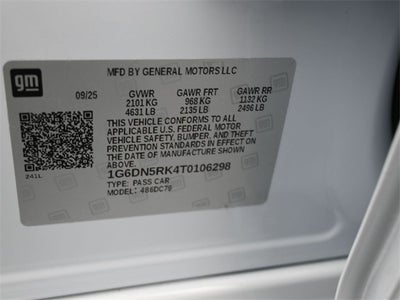 gm
MFD BY GENERAL MOTORS LLC
09/25 GVWR GAWR FRT GAWR RR
2101 KG 968 KG 1132 KG
4631 LB 2135 LB 2496 LB
THIS VEHICLE CONFORMS TO ALL APPLICABLE
U.S. FEDERAL MOTOR VEHICLE
SAFETY, BUMPER, AND THEFT
PREVENTION STANDARDS IN EFFECT ON
THE DATE OF MANUFACTURE SHOWN
ABOVE.
1G6DN5RK4T0106298
TYPE: PASS CAR
MODEL: 486DC79
241L